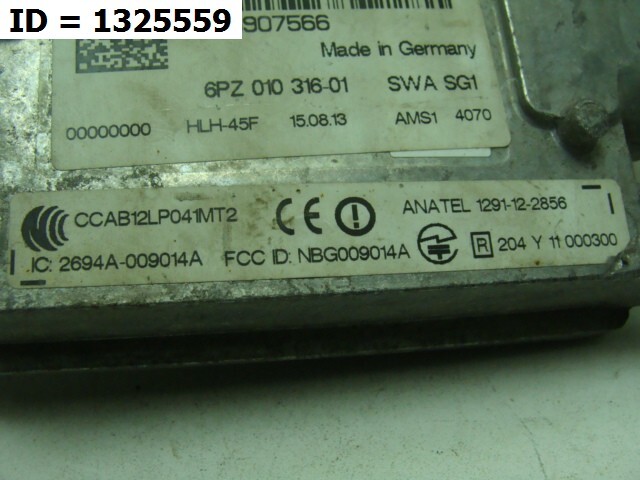 ID = 1325559
907566
Made in Germany
6PZ 010 316-01 SWA SG1
00000000 HLH-45F 15.08.13 AMS1 4070
CCAB12LP041MT2 CE ANATEL 1291-12-2856
IC: 2694A-009014A FCC ID: NBG009014A R 204 Y 11 000300